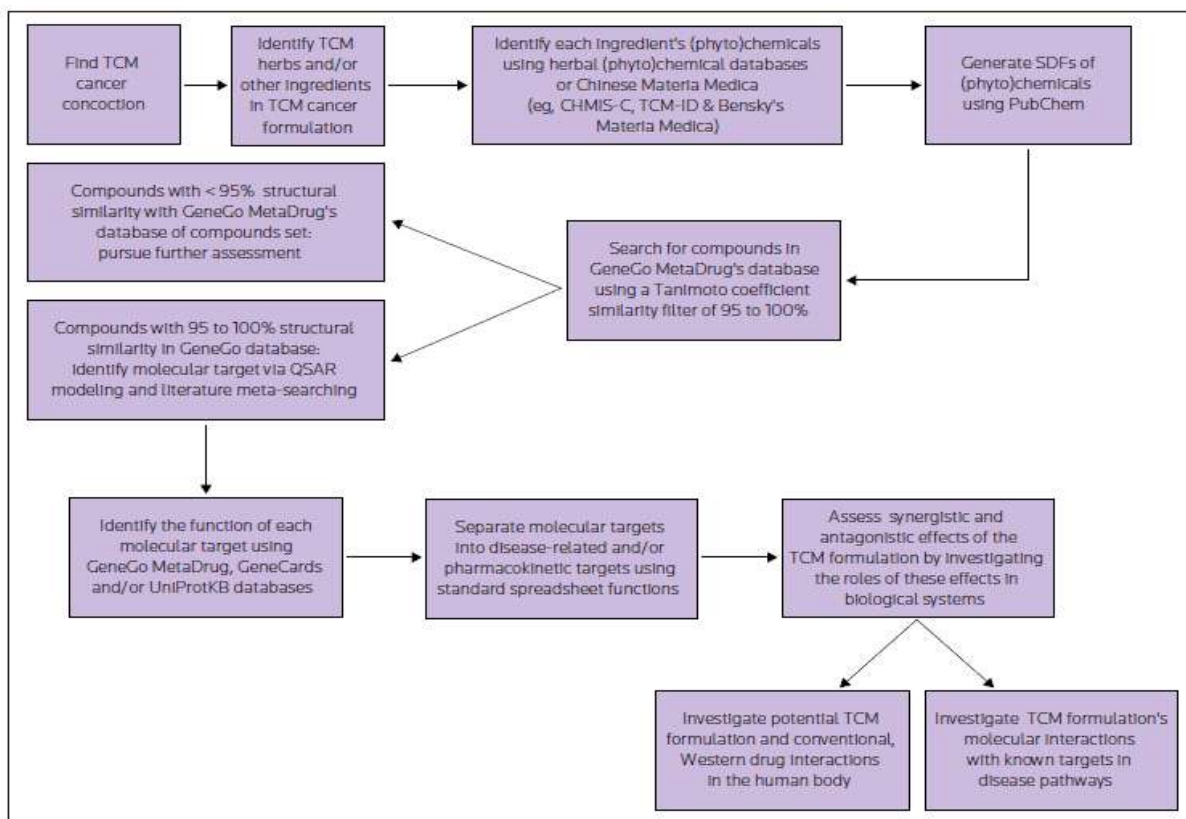 Find TCM
cancer
concoction
Identify TCM
herbs and/or
other ingredients
in TCM cancer
formulation
Identify each ingredient's (phyto)chemicals
using herbal (phyto)chemical databases
or Chinese Materia Medica
(eg, CHMIS-C, TCM-ID & Bensky's
Materia Medica)
Generate SDFs of
(phyto)chemicals
using PubChem
Search for compounds in
GeneGo MetaDrug's database
using a Tanimoto coefficient
similarity filter of 95 to 100%
Compounds with < 95% structural
similarity with GeneGo MetaDrug's
database of compounds set:
pursue further assessment
Compounds with 95 to 100% structural
similarity in GeneGo database:
identify molecular target via QSAR
modeling and literature meta-searching
Identify the function of each
molecular target using
GeneGo MetaDrug, GeneCards
and/or UniProtKB databases
Separate molecular targets
into disease-related and/or
pharmacokinetic targets using
standard spreadsheet functions
Assess synergistic and
antagonistic effects of the
TCM formulation by investigating
the roles of these effects in
biological systems
Investigate potential TCM
formulation and conventional,
Western drug interactions
in the human body
Investigate TCM formulation's
molecular interactions
with known targets in
disease pathways